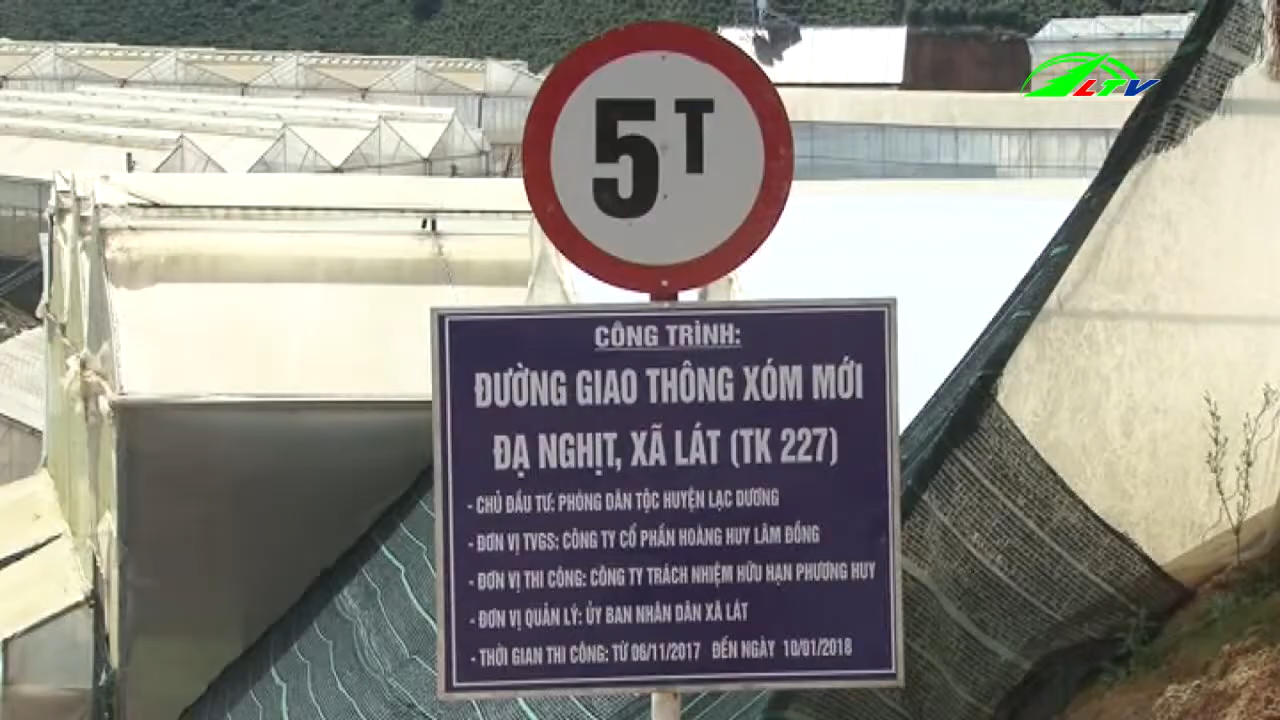 LTV
5T
CÔNG TRÌNH:
ĐƯỜNG GIAO THÔNG XÓM MỚI
ĐẠ NGHỊT, XÃ LÁT (TK 227)
- CHỦ ĐẦU TƯ: PHÒNG DÂN TỘC HUYỆN LẠC DƯƠNG
- ĐƠN VỊ TVGS: CÔNG TY CỔ PHẦN HOÀNG HUY LÂM ĐỒNG
- ĐƠN VỊ THI CÔNG: CÔNG TY TRÁCH NHIỆM HỮU HẠN PHƯƠNG HUY
- ĐƠN VỊ QUẢN LÝ: ỦY BAN NHÂN DÂN XÃ LÁT
- THỜI GIAN THI CÔNG: TỪ 06/11/2017 ĐẾN NGÀY 10/01/2018